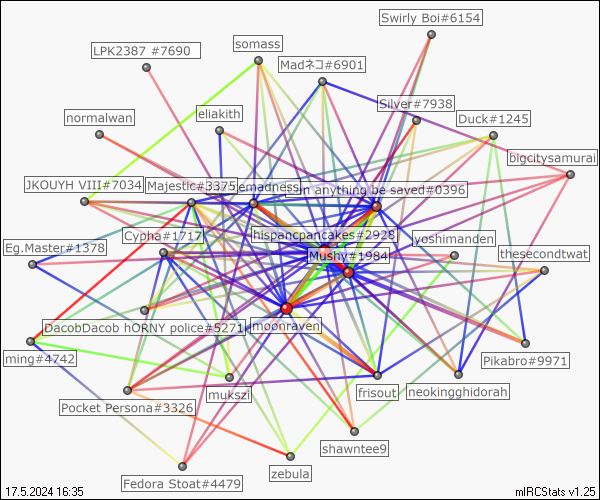 Swirly Boi#6154
somass
LPK2387 #7690
Madネコ#6901
Silver#7938
eliakith
normalwan
Duck#1245
bigcitysamurai
JKOUYH VIII#7034
Majestic#3375
emadness
in anything be saved#0396
Cypha#1717
hispancpancakes#2928
yoshimanden
Eg.Master#1378
Mushy#1984
thesecondtwat
DacobDacob hORNY police#5271
moonraven
ming#4742
Pikabro#9971
mukszi
frisout
neokingghidorah
Pocket Persona#3326
shawntee9
Fedora Stoat#4479
zebula
17.5.2024 16:35
mIRCStats v1.25